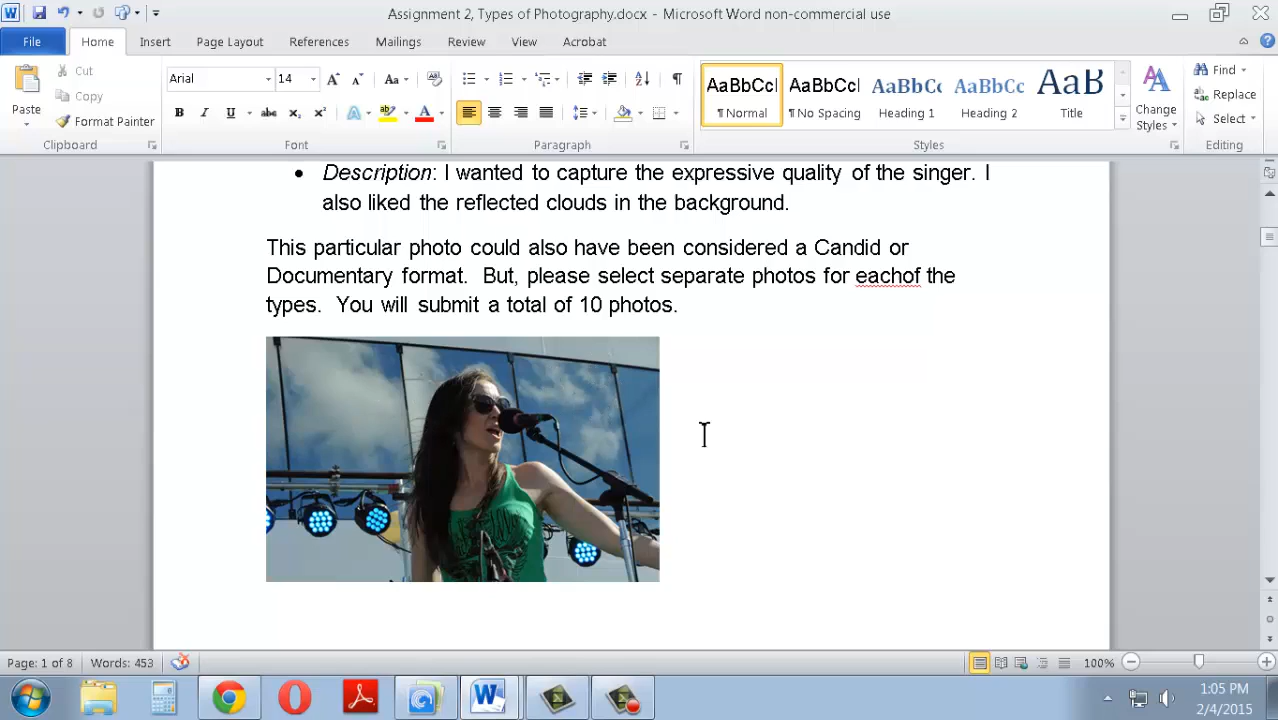 Assignment 2, Types of Photography.docx - Microsoft Word non-commercial use
File Home Insert Page Layout References Mailings Review View Acrobat
Paste
Cut
Copy
Format Painter
Clipboard
Arial 14
Font
Paragraph
AaBbCcI AaBbCcI AaBbCc AaBbCc AaB
¶ Normal ¶ No Spacing Heading 1 Heading 2 Title
Change Styles
Styles
Find
Replace
Select
Editing
• Description: I wanted to capture the expressive quality of the singer. I
also liked the reflected clouds in the background.
This particular photo could also have been considered a Candid or
Documentary format. But, please select separate photos for eachof the
types. You will submit a total of 10 photos.
Page: 1 of 8 Words: 453 100%
1:05 PM
2/4/2015